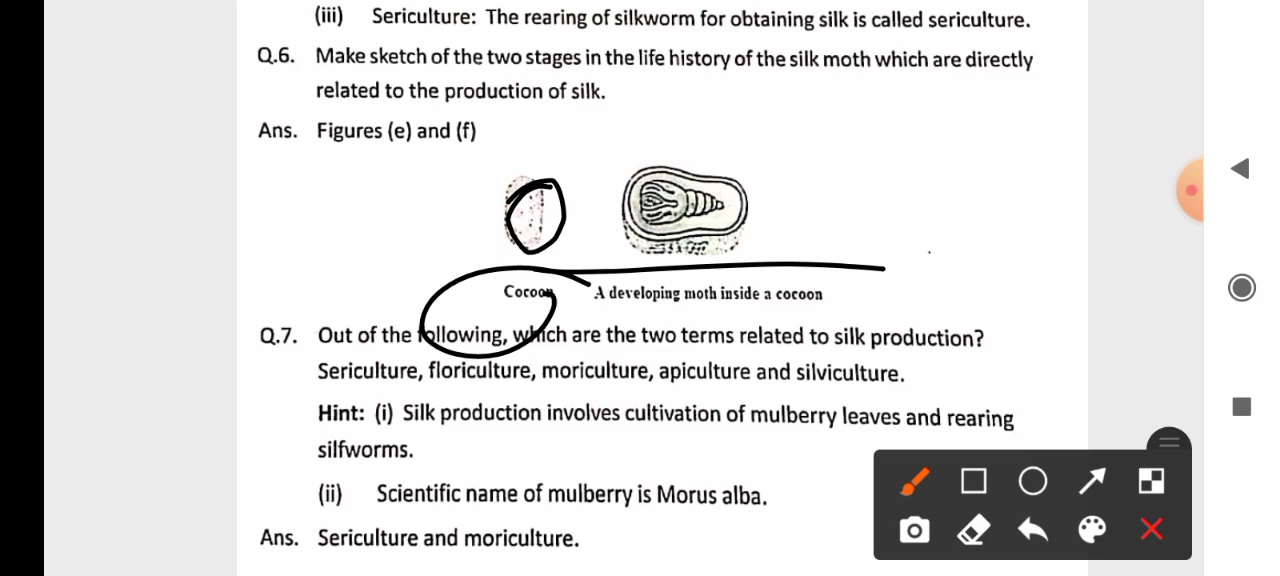 (iii) Sericulture: The rearing of silkworm for obtaining silk is called sericulture.
Q.6. Make sketch of the two stages in the life history of the silk moth which are directly
related to the production of silk.
Ans. Figures (e) and (f)
Cocoon A developing moth inside a cocoon
Q.7. Out of the following, which are the two terms related to silk production?
Sericulture, floriculture, moriculture, apiculture and silviculture.
Hint: (i) Silk production involves cultivation of mulberry leaves and rearing
silfworms.
(ii) Scientific name of mulberry is Morus alba.
Ans. Sericulture and moriculture.